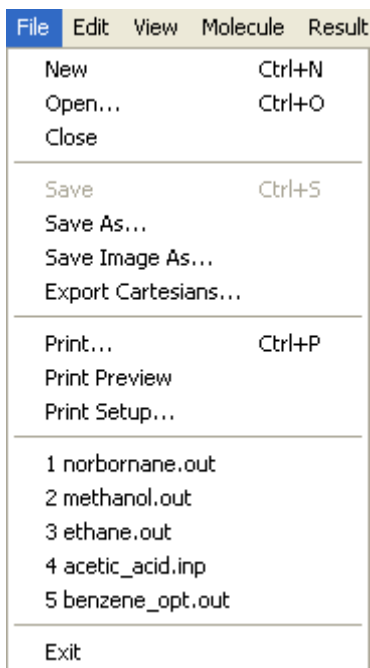 File Edit View Molecule Result
New Ctrl+N
Open... Ctrl+O
Close
Save Ctrl+S
Save As...
Save Image As...
Export Cartesians...
Print... Ctrl+P
Print Preview
Print Setup...
1 norbornane.out
2 methanol.out
3 ethane.out
4 acetic_acid.inp
5 benzene_opt.out
Exit